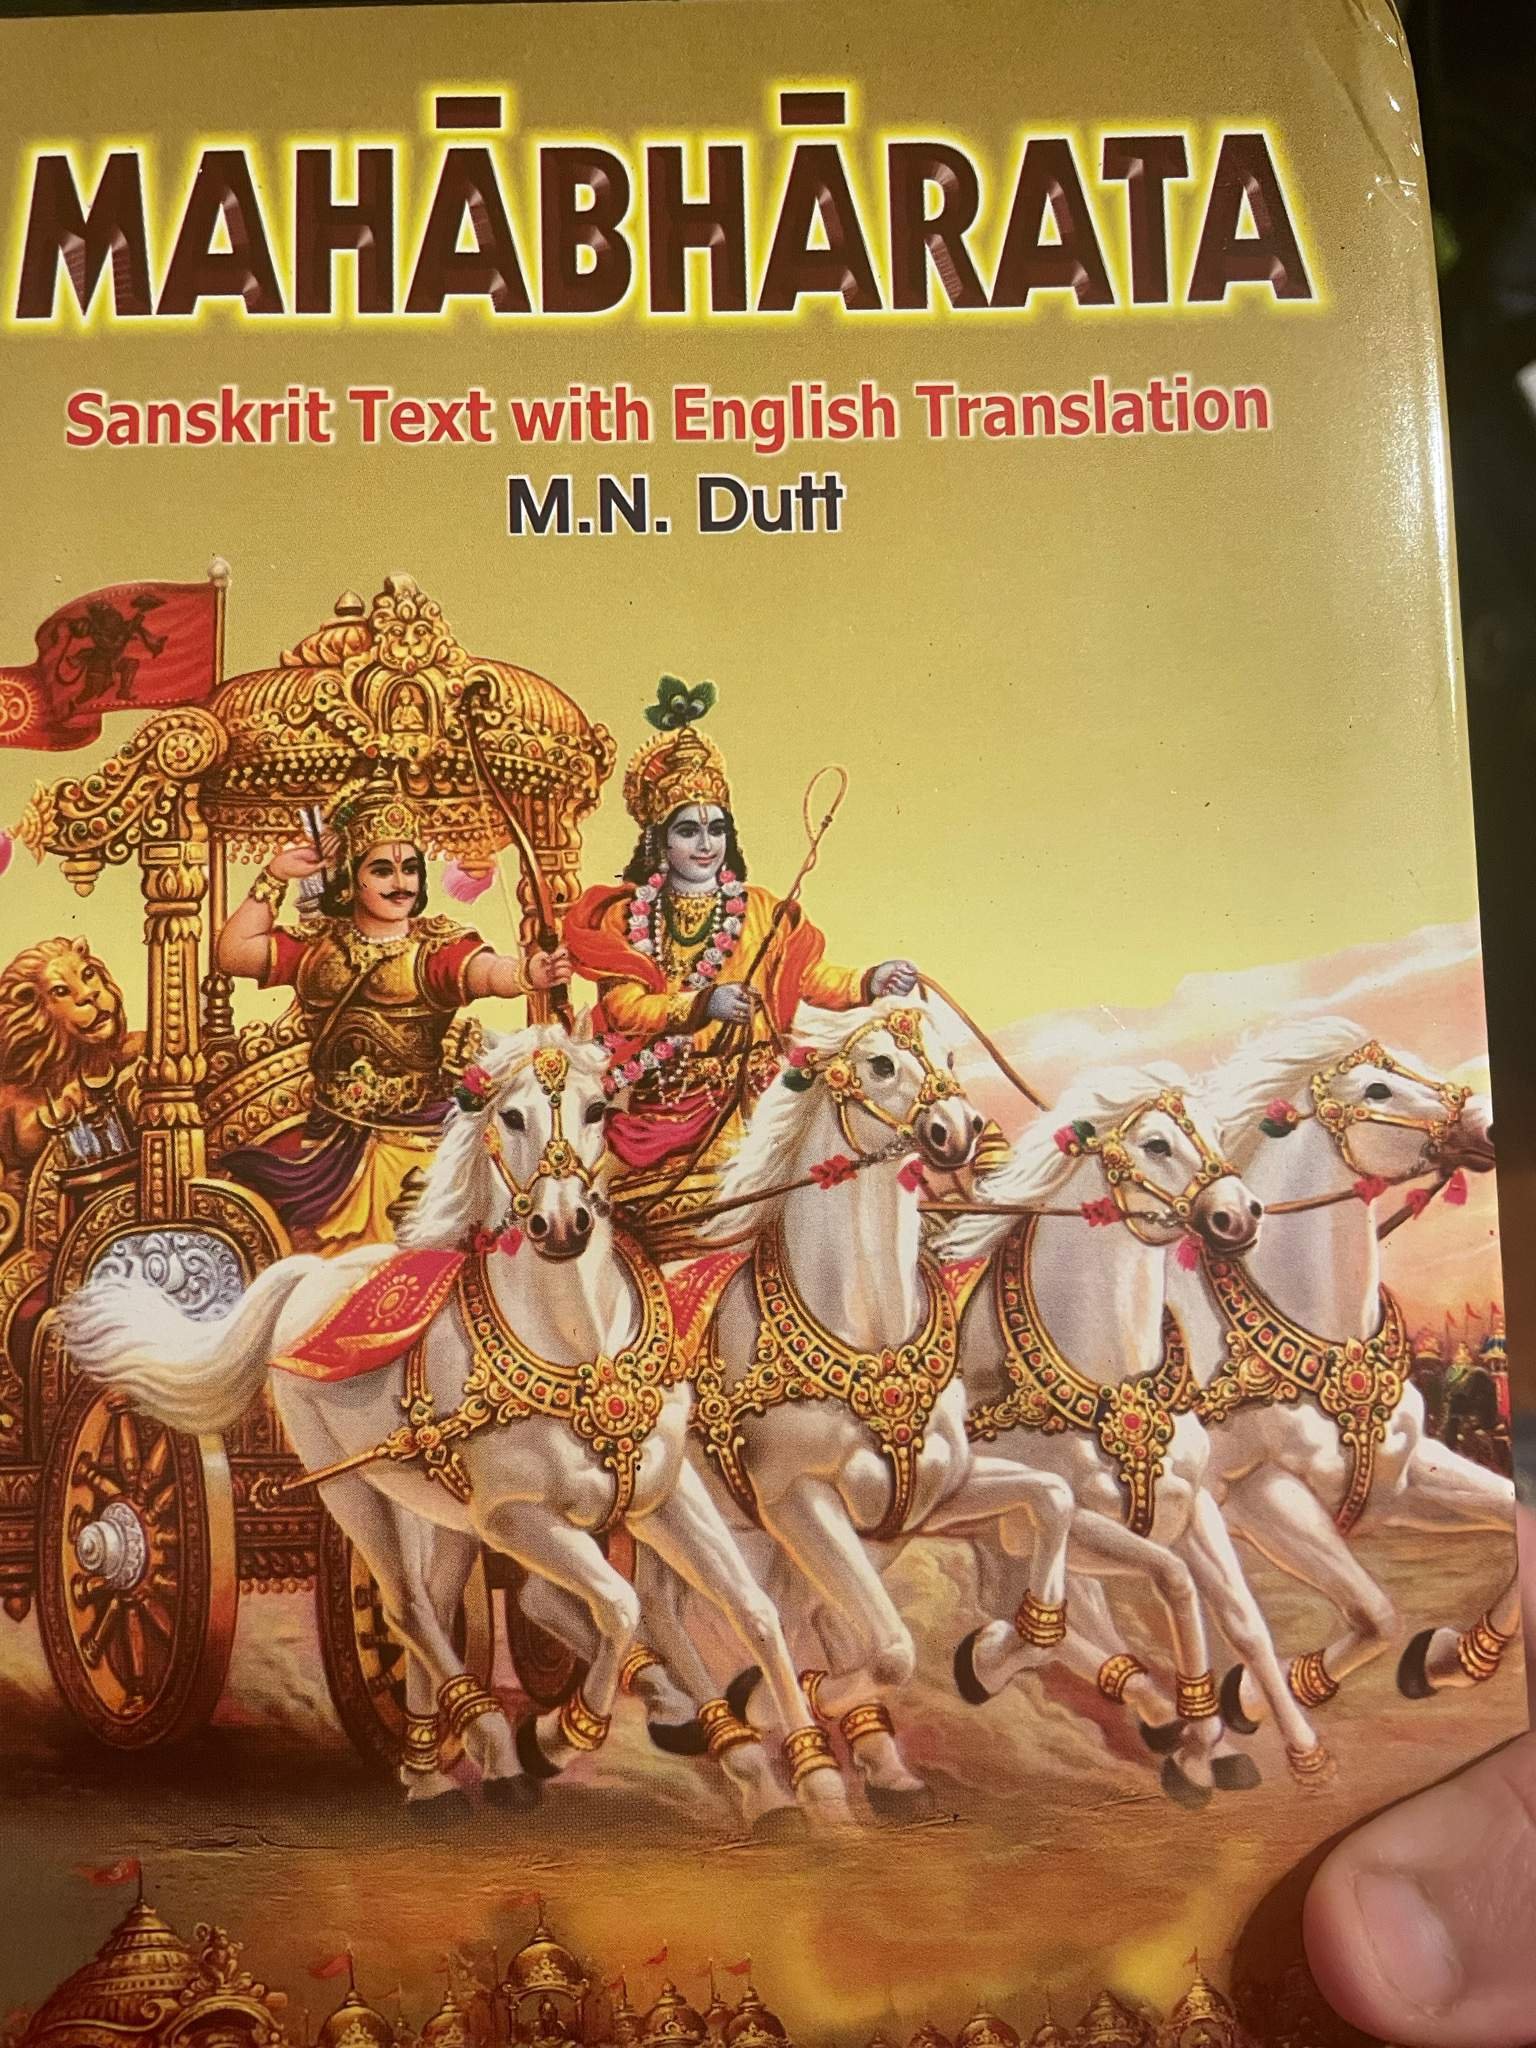 MAHĀBHĀRATA
Sanskrit Text with English Translation
M.N. Dutt